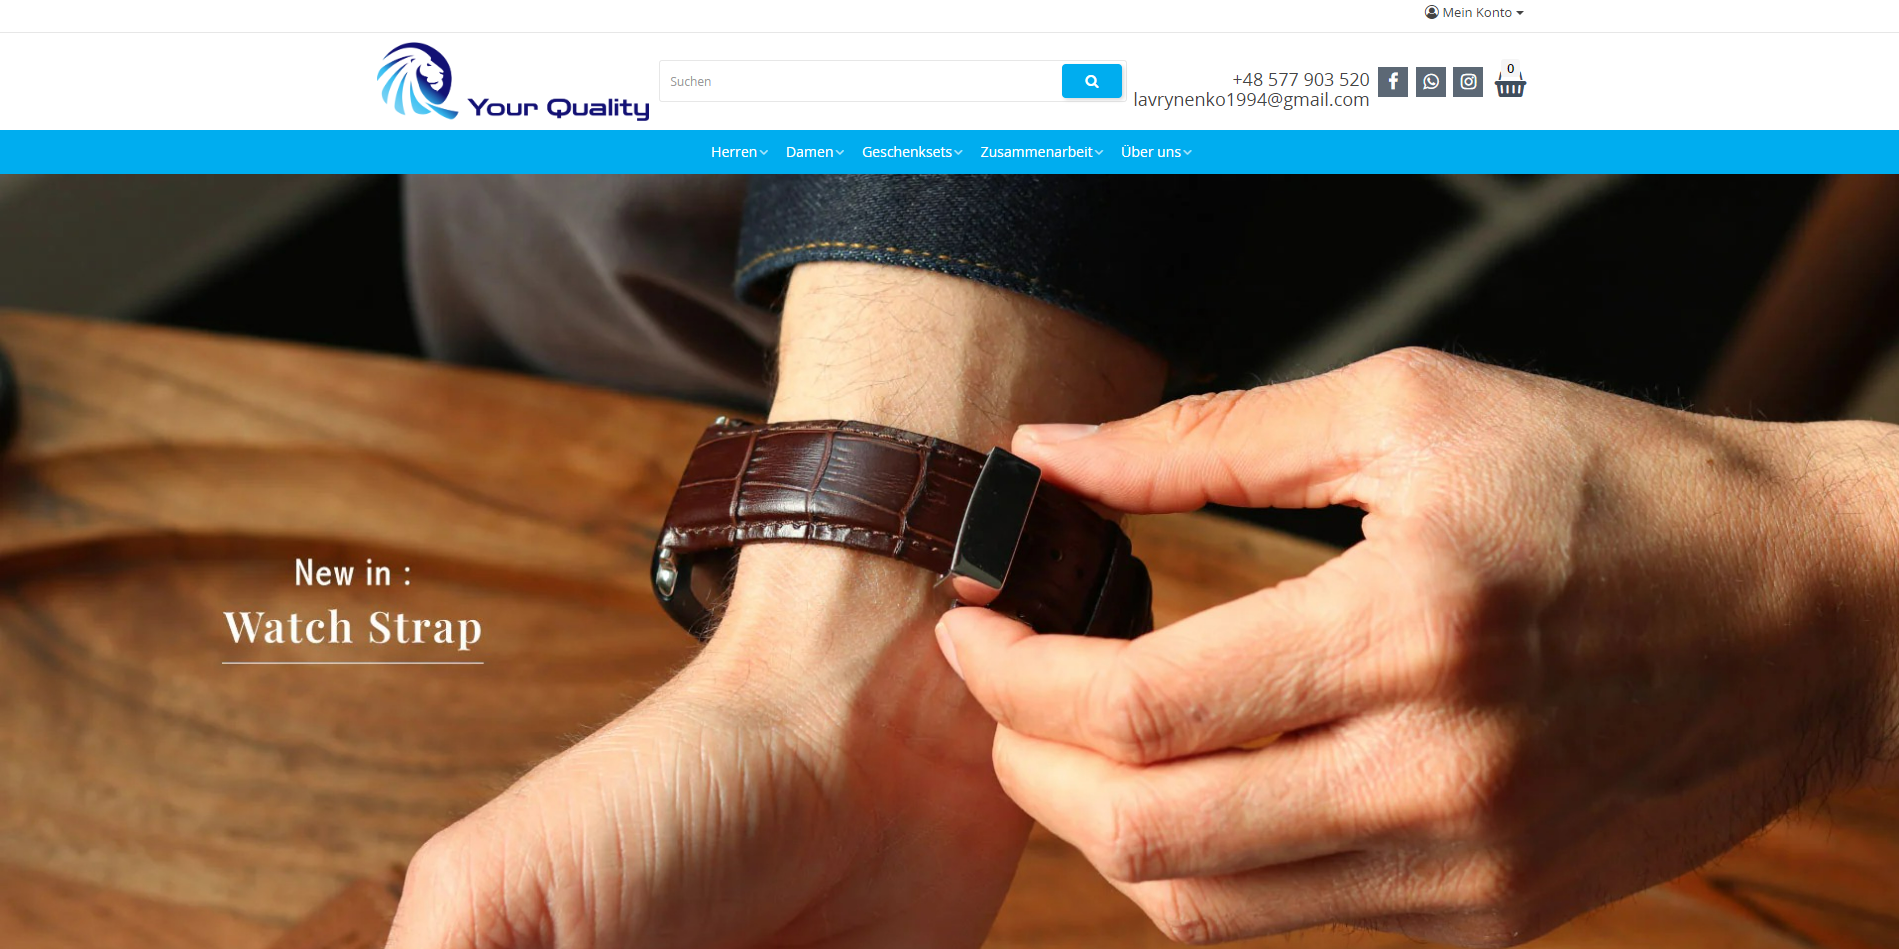 Mein Konto
Your Quality
Suchen
+48 577 903 520
lavrynenko1994@gmail.com
0
Herren Damen Geschenksets Zusammenarbeit Über uns
New in :
Watch Strap